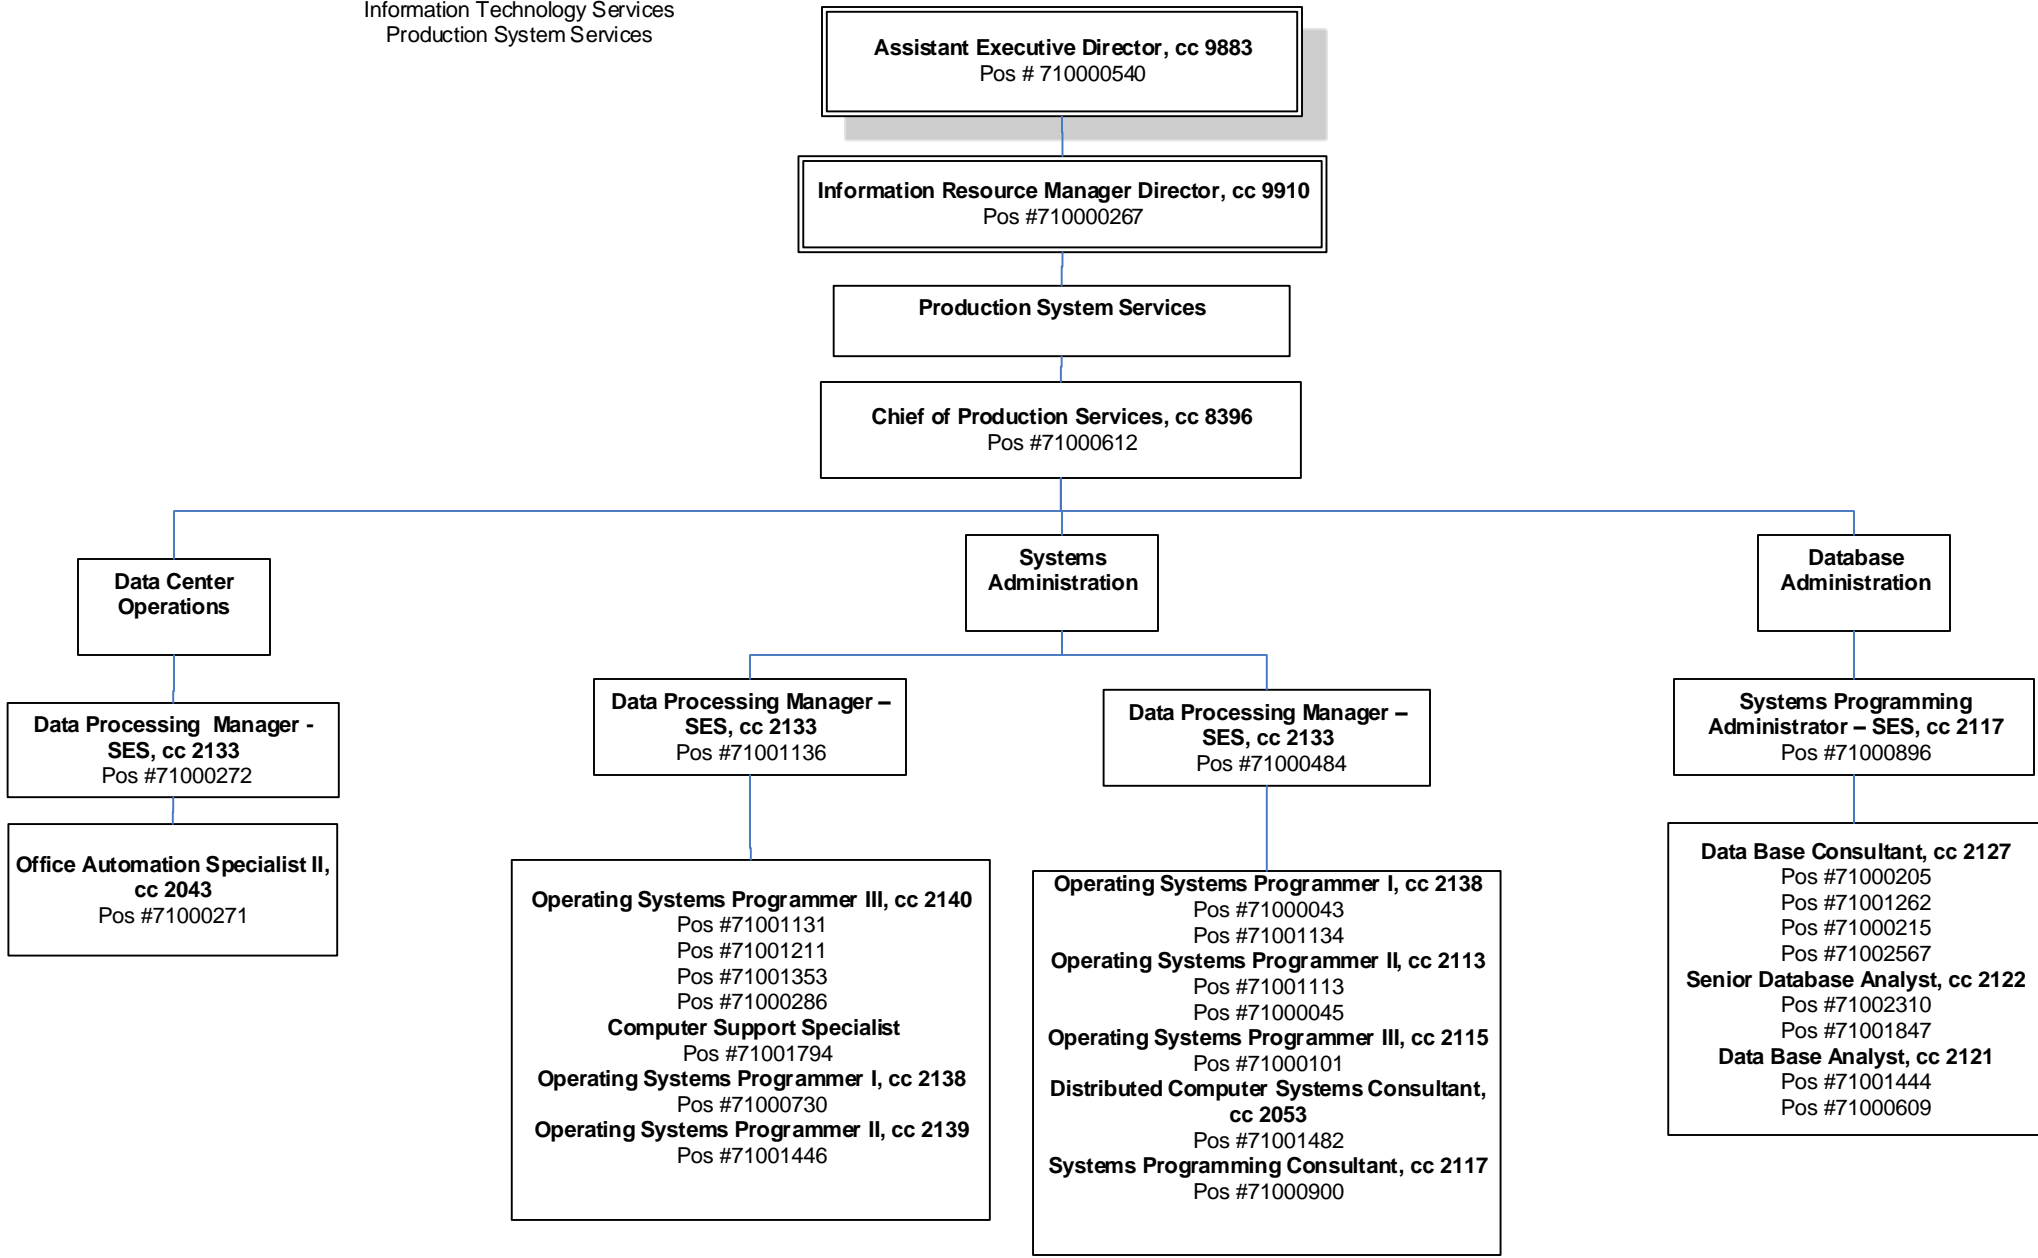 Information Technology Services
Production System Services
Assistant Executive Director, cc 9883
Pos # 710000540
Information Resource Manager Director, cc 9910
Pos #710000267
Production System Services
Chief of Production Services, cc 8396
Pos #71000612
Data Center
Operations
Systems
Administration
Database
Administration
Data Processing Manager -
SES, cc 2133
Pos #71000272
Data Processing Manager –
SES, cc 2133
Pos #71001136
Data Processing Manager –
SES, cc 2133
Pos #71000484
Systems Programming
Administrator – SES, cc 2117
Pos #71000896
Office Automation Specialist II,
cc 2043
Pos #71000271
Operating Systems Programmer III, cc 2140
Pos #71001131
Pos #71001211
Pos #71001353
Pos #71000286
Computer Support Specialist
Pos #71001794
Operating Systems Programmer I, cc 2138
Pos #71000730
Operating Systems Programmer II, cc 2139
Pos #71001446
Operating Systems Programmer I, cc 2138
Pos #71000043
Pos #71001134
Operating Systems Programmer II, cc 2113
Pos #71001113
Pos #71000045
Operating Systems Programmer III, cc 2115
Pos #71000101
Distributed Computer Systems Consultant,
cc 2053
Pos #71001482
Systems Programming Consultant, cc 2117
Pos #71000900
Data Base Consultant, cc 2127
Pos #71000205
Pos #71001262
Pos #71000215
Pos #71002567
Senior Database Analyst, cc 2122
Pos #71002310
Pos #71001847
Data Base Analyst, cc 2121
Pos #71001444
Pos #71000609